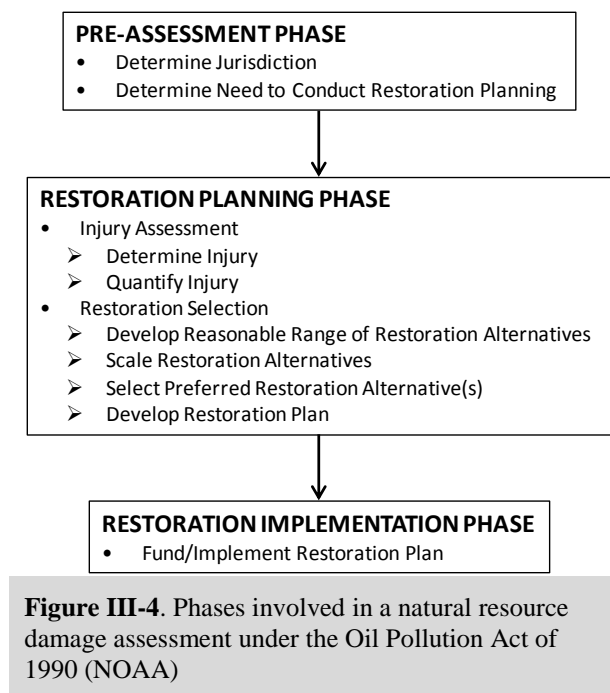 PRE-ASSESSMENT PHASE
• Determine Jurisdiction
• Determine Need to Conduct Restoration Planning
RESTORATION PLANNING PHASE
• Injury Assessment
➢ Determine Injury
➢ Quantify Injury
• Restoration Selection
➢ Develop Reasonable Range of Restoration Alternatives
➢ Scale Restoration Alternatives
➢ Select Preferred Restoration Alternative(s)
➢ Develop Restoration Plan
RESTORATION IMPLEMENTATION PHASE
• Fund/Implement Restoration Plan
Figure III-4. Phases involved in a natural resource
damage assessment under the Oil Pollution Act of
1990 (NOAA)